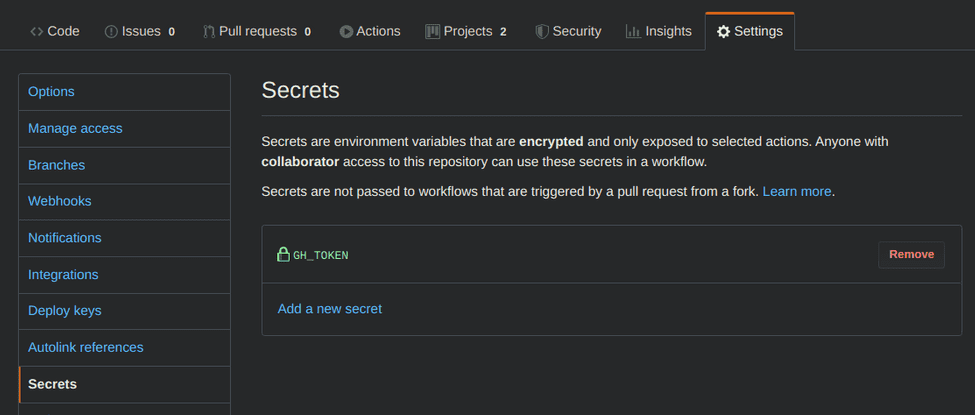 Code Issues 0 Pull requests 0 Actions Projects 2 Security Insights Settings
Options
Manage access
Branches
Webhooks
Notifications
Integrations
Deploy keys
Autolink references
Secrets
Secrets
Secrets are environment variables that are encrypted and only exposed to selected actions. Anyone with
collaborator access to this repository can use these secrets in a workflow.
Secrets are not passed to workflows that are triggered by a pull request from a fork. Learn more.
GH_TOKEN Remove
Add a new secret